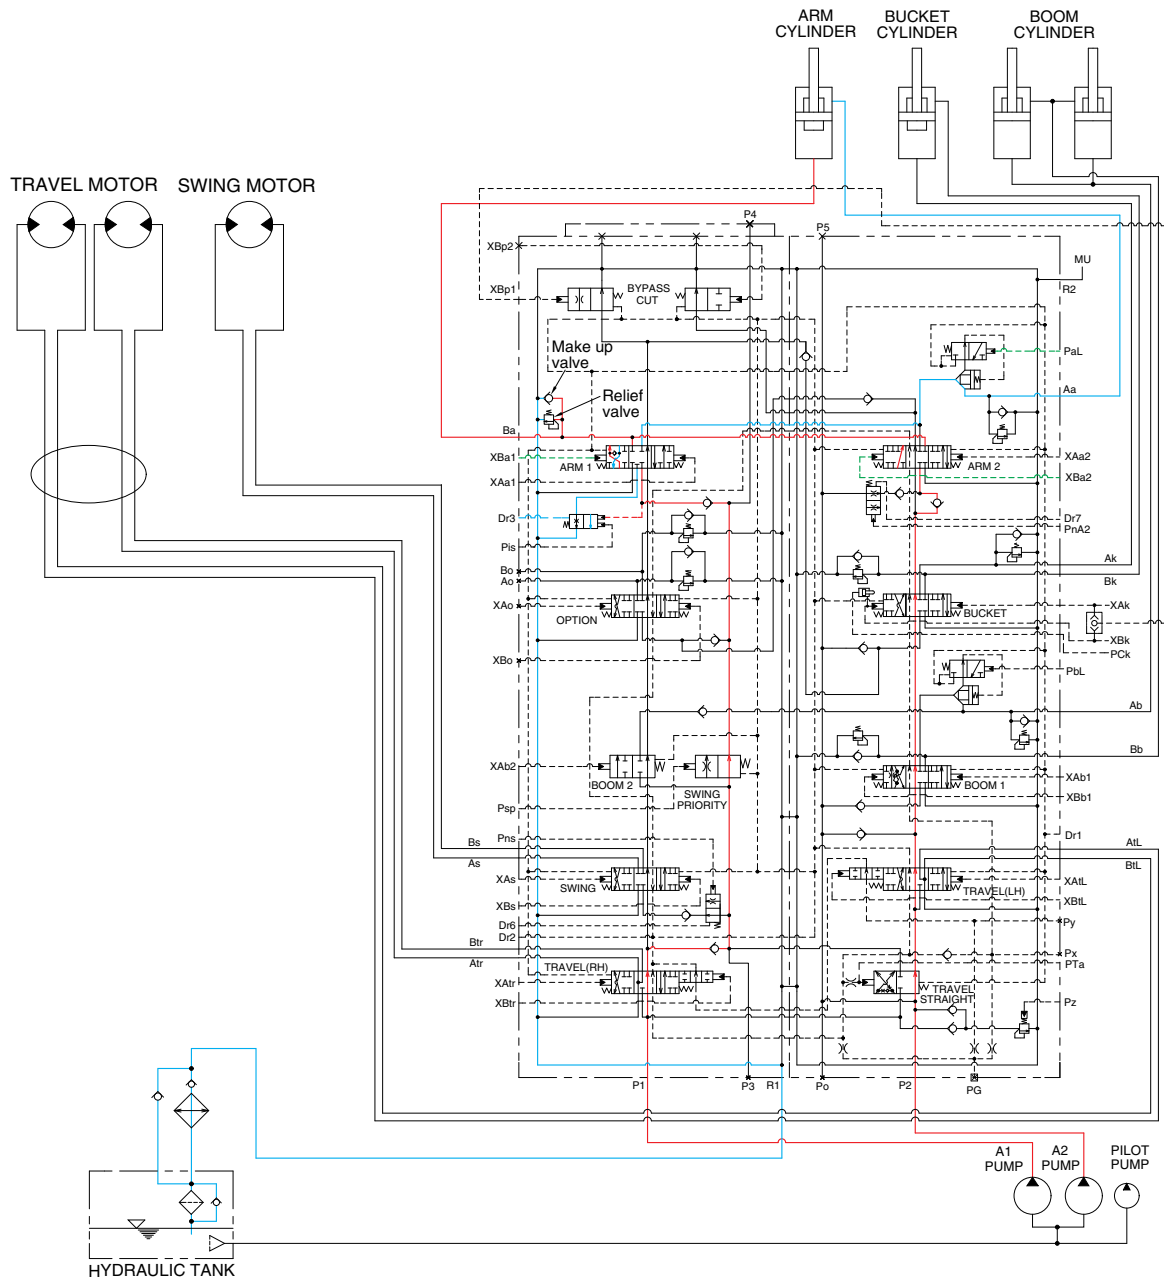 ARM
CYLINDER
BUCKET
CYLINDER
BOOM
CYLINDER
TRAVEL MOTOR
SWING MOTOR
P4
P5
XBp2
MU
R2
XBp1
BYPASS
CUT
Make up
valve
Relief
valve
PaL
Aa
Ba
XBa1
ARM 1
ARM 2
XAa2
XAa1
XBa2
Dr3
Dr7
PnA2
Pis
Bo
Ao
Ak
Bk
XAo
OPTION
BUCKET
XAk
XBk
PCk
XBo
PbL
Ab
Bb
XAb2
BOOM 2
SWING
PRIORITY
BOOM 1
XAb1
XBb1
Psp
Pns
Dr1
Bs
As
AtL
BtL
XAs
SWING
TRAVEL(LH)
XAtL
XBs
XBtL
Dr6
Dr2
Py
Btr
Atr
Px
PTa
TRAVEL(RH)
XAtr
XBtr
TRAVEL
STRAIGHT
Pz
P1
P3
R1
Po
P2
PG
A1
PUMP
A2
PUMP
PILOT
PUMP
HYDRAULIC TANK